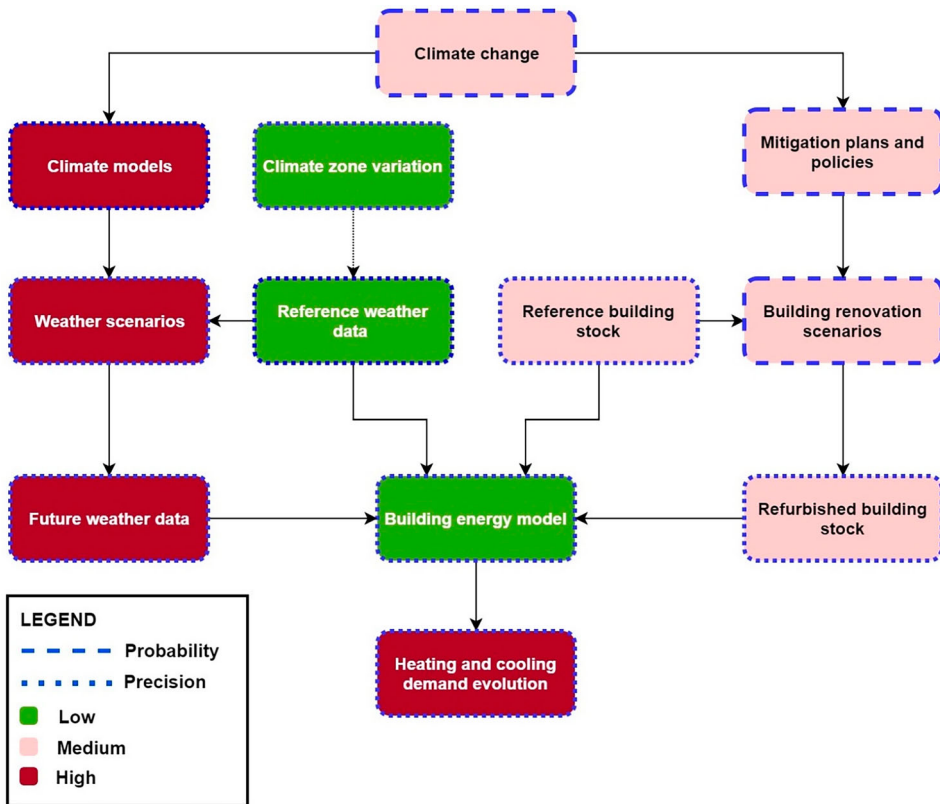 Climate change
Climate models
Climate zone variation
Mitigation plans and
policies
Weather scenarios
Reference weather
data
Reference building
stock
Building renovation
scenarios
Future weather data
Building energy model
Refurbished building
stock
Heating and cooling
demand evolution
LEGEND
Probability
Precision
Low
Medium
High